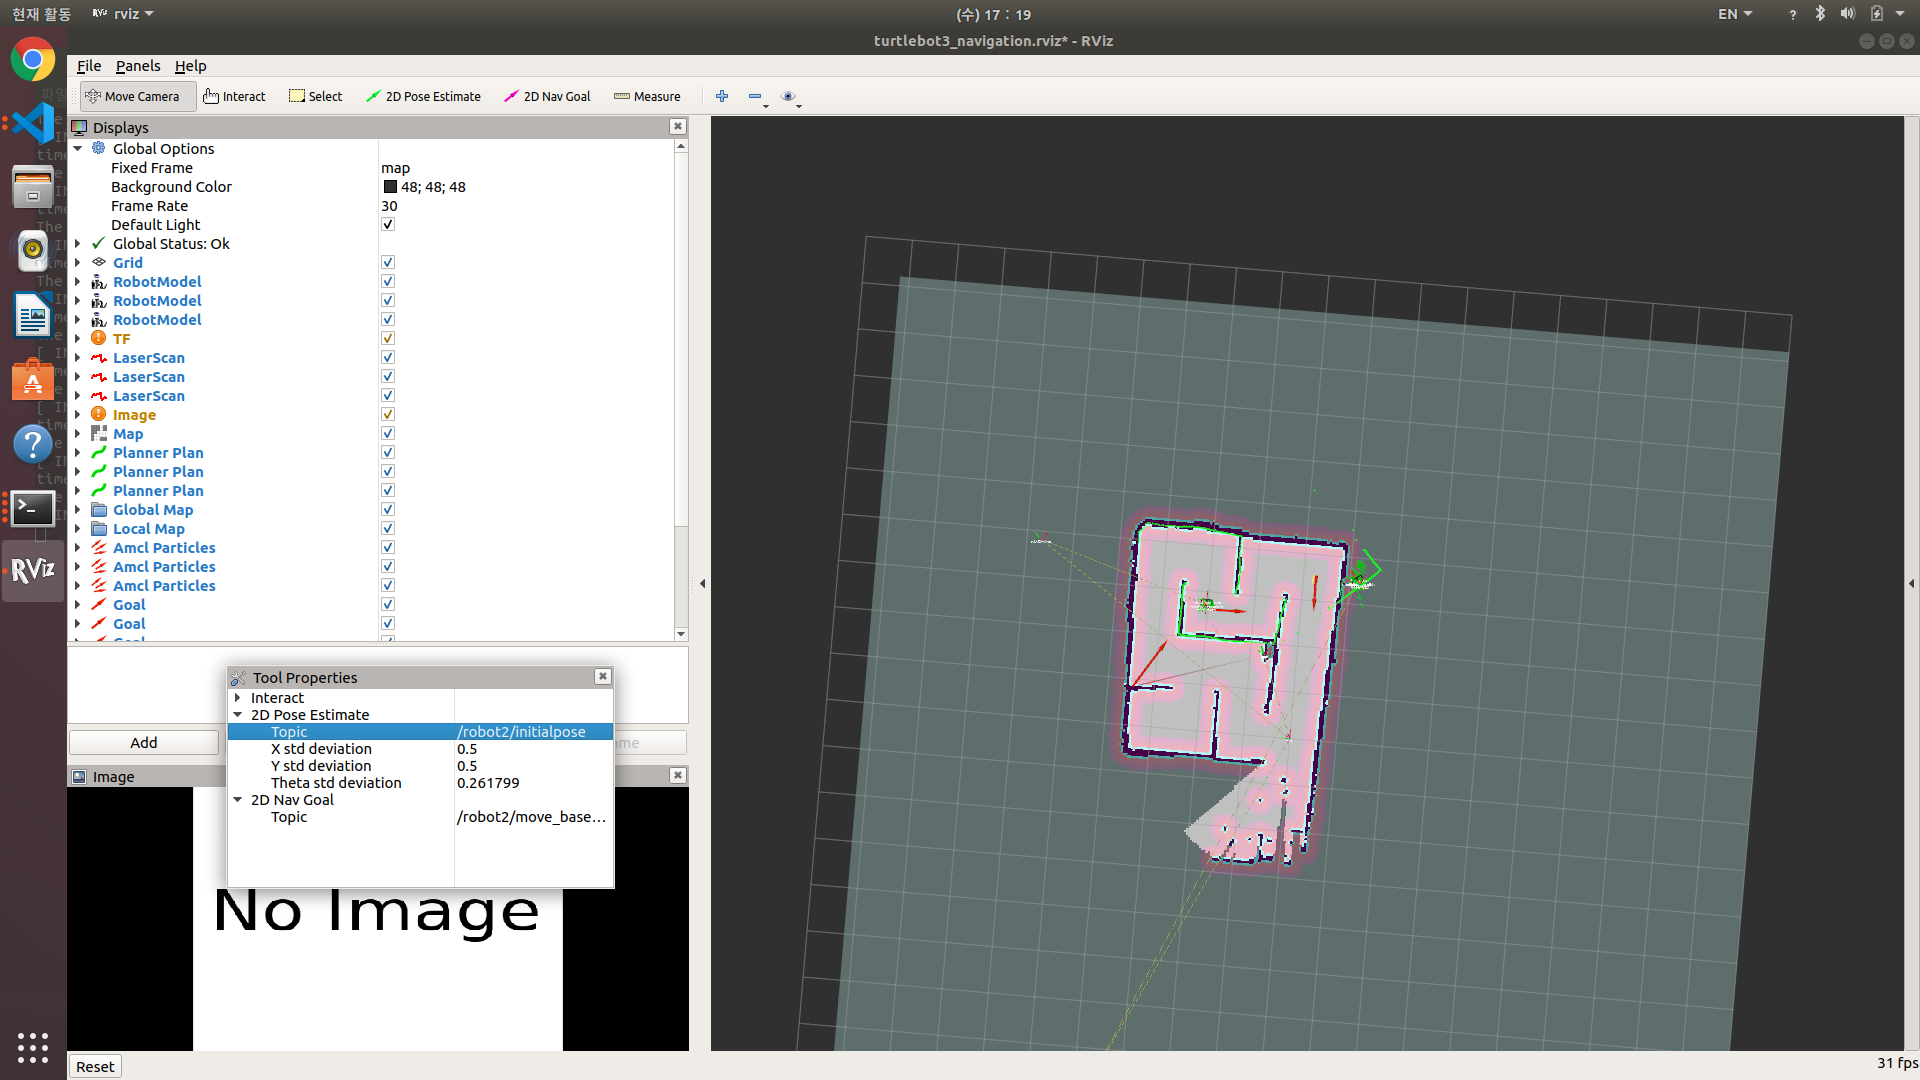 현재 활동
RViz rviz
(수) 17 : 19
EN
turtlebot3_navigation.rviz* - RViz
File Panels Help
Move Camera Interact Select 2D Pose Estimate 2D Nav Goal Measure
Displays
Global Options
Fixed Frame map
Background Color 48; 48; 48
Frame Rate 30
Default Light
Global Status: Ok
Grid
RobotModel
RobotModel
RobotModel
TF
LaserScan
LaserScan
LaserScan
Image
Map
Planner Plan
Planner Plan
Planner Plan
Global Map
Local Map
Amcl Particles
Amcl Particles
Amcl Particles
Goal
Goal
RViz
Tool Properties
Interact
2D Pose Estimate
Topic /robot2/initialpose
X std deviation 0.5
Y std deviation 0.5
Theta std deviation 0.261799
2D Nav Goal
Topic /robot2/move_base…
Add
Image
No Image
Reset
31 fps